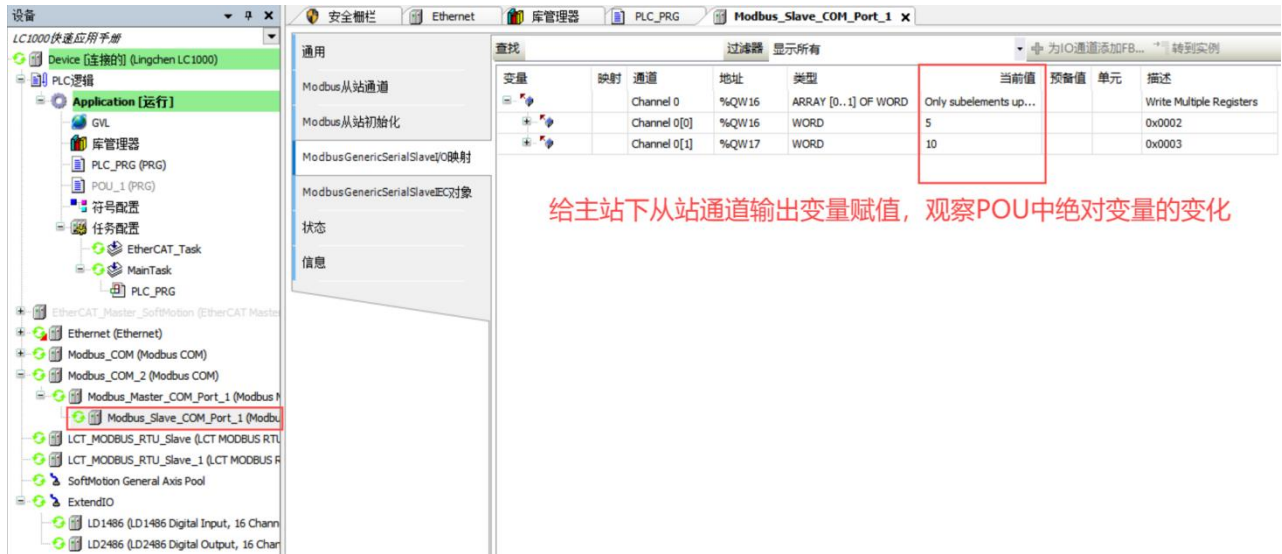 设备
LC1000快速应用手册
Device [连接的] (Lingchen LC1000)
PLC逻辑
Application [运行]
GVL
库管理器
PLC_PRG (PRG)
POU_1 (PRG)
符号配置
任务配置
EtherCAT_Task
MainTask
PLC_PRG
EtherCAT_Master_SoftMotion (EtherCAT Master
Ethernet (Ethernet)
Modbus_COM (Modbus COM)
Modbus_COM_2 (Modbus COM)
Modbus_Master_COM_Port_1 (Modbus M
Modbus_Slave_COM_Port_1 (Modbu
LCT_MODBUS_RTU_Slave (LCT MODBUS RTU
LCT_MODBUS_RTU_Slave_1 (LCT MODBUS R
SoftMotion General Axis Pool
ExtendIO
LD1486 (LD1486 Digital Input, 16 Chann
LD2486 (LD2486 Digital Output, 16 Chan
安全栅栏 Ethernet 库管理器 PLC_PRG Modbus_Slave_COM_Port_1
通用
Modbus从站通道
Modbus从站初始化
ModbusGenericSerialSlaveI/O映射
ModbusGenericSerialSlaveIEC对象
状态
信息
查找 过滤器 显示所有 为IO通道添加FB... 转到实例
变量 映射 通道 地址 类型 当前值 预备值 单元 描述
Channel 0 %QW16 ARRAY [0..1] OF WORD Only subelements up... Write Multiple Registers
Channel 0[0] %QW16 WORD 5 0x0002
Channel 0[1] %QW17 WORD 10 0x0003
给主站下从站通道输出变量赋值，观察POU中绝对变量的变化